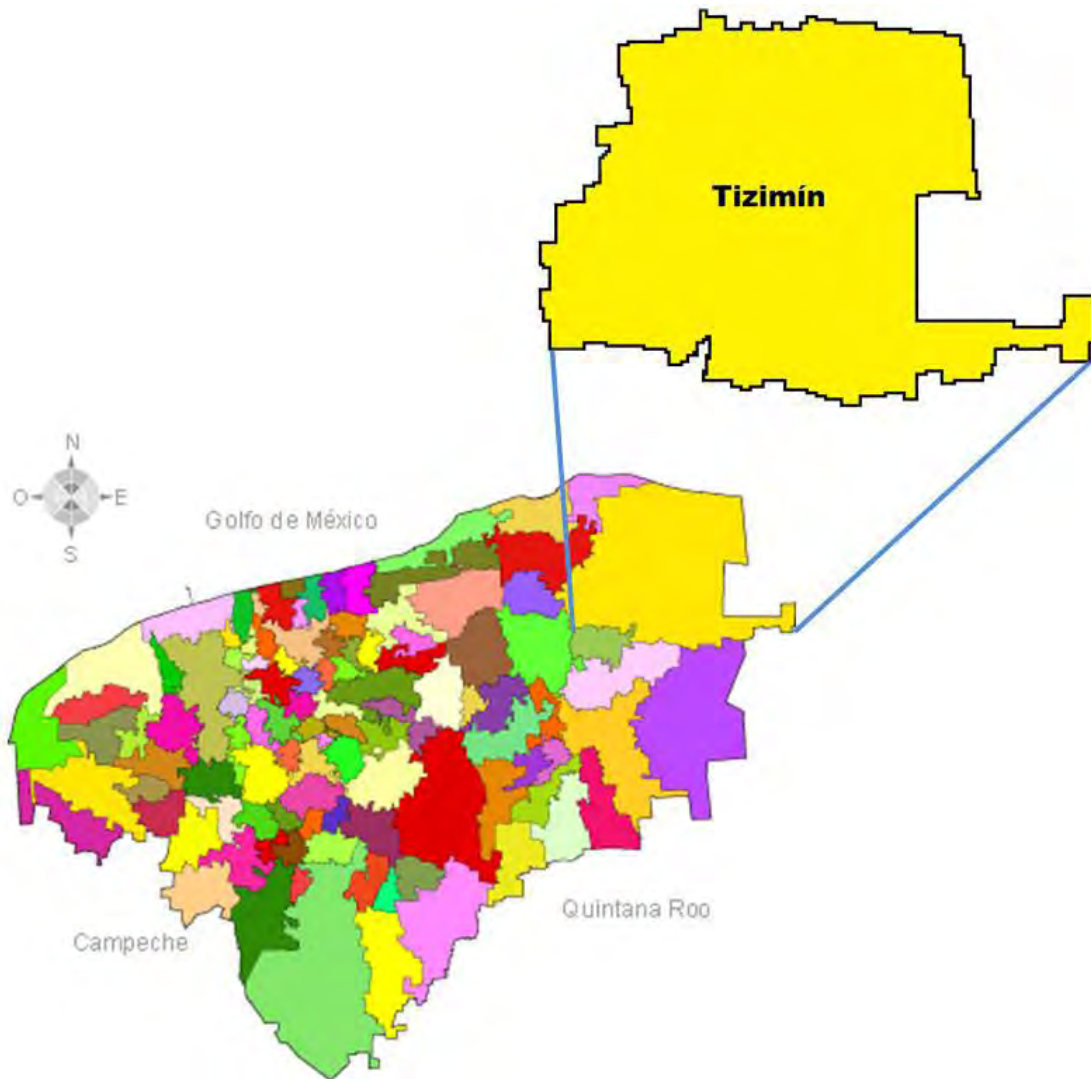 Tizimín
N
O
E
S
Golfo de México
Quintana Roo
Campeche